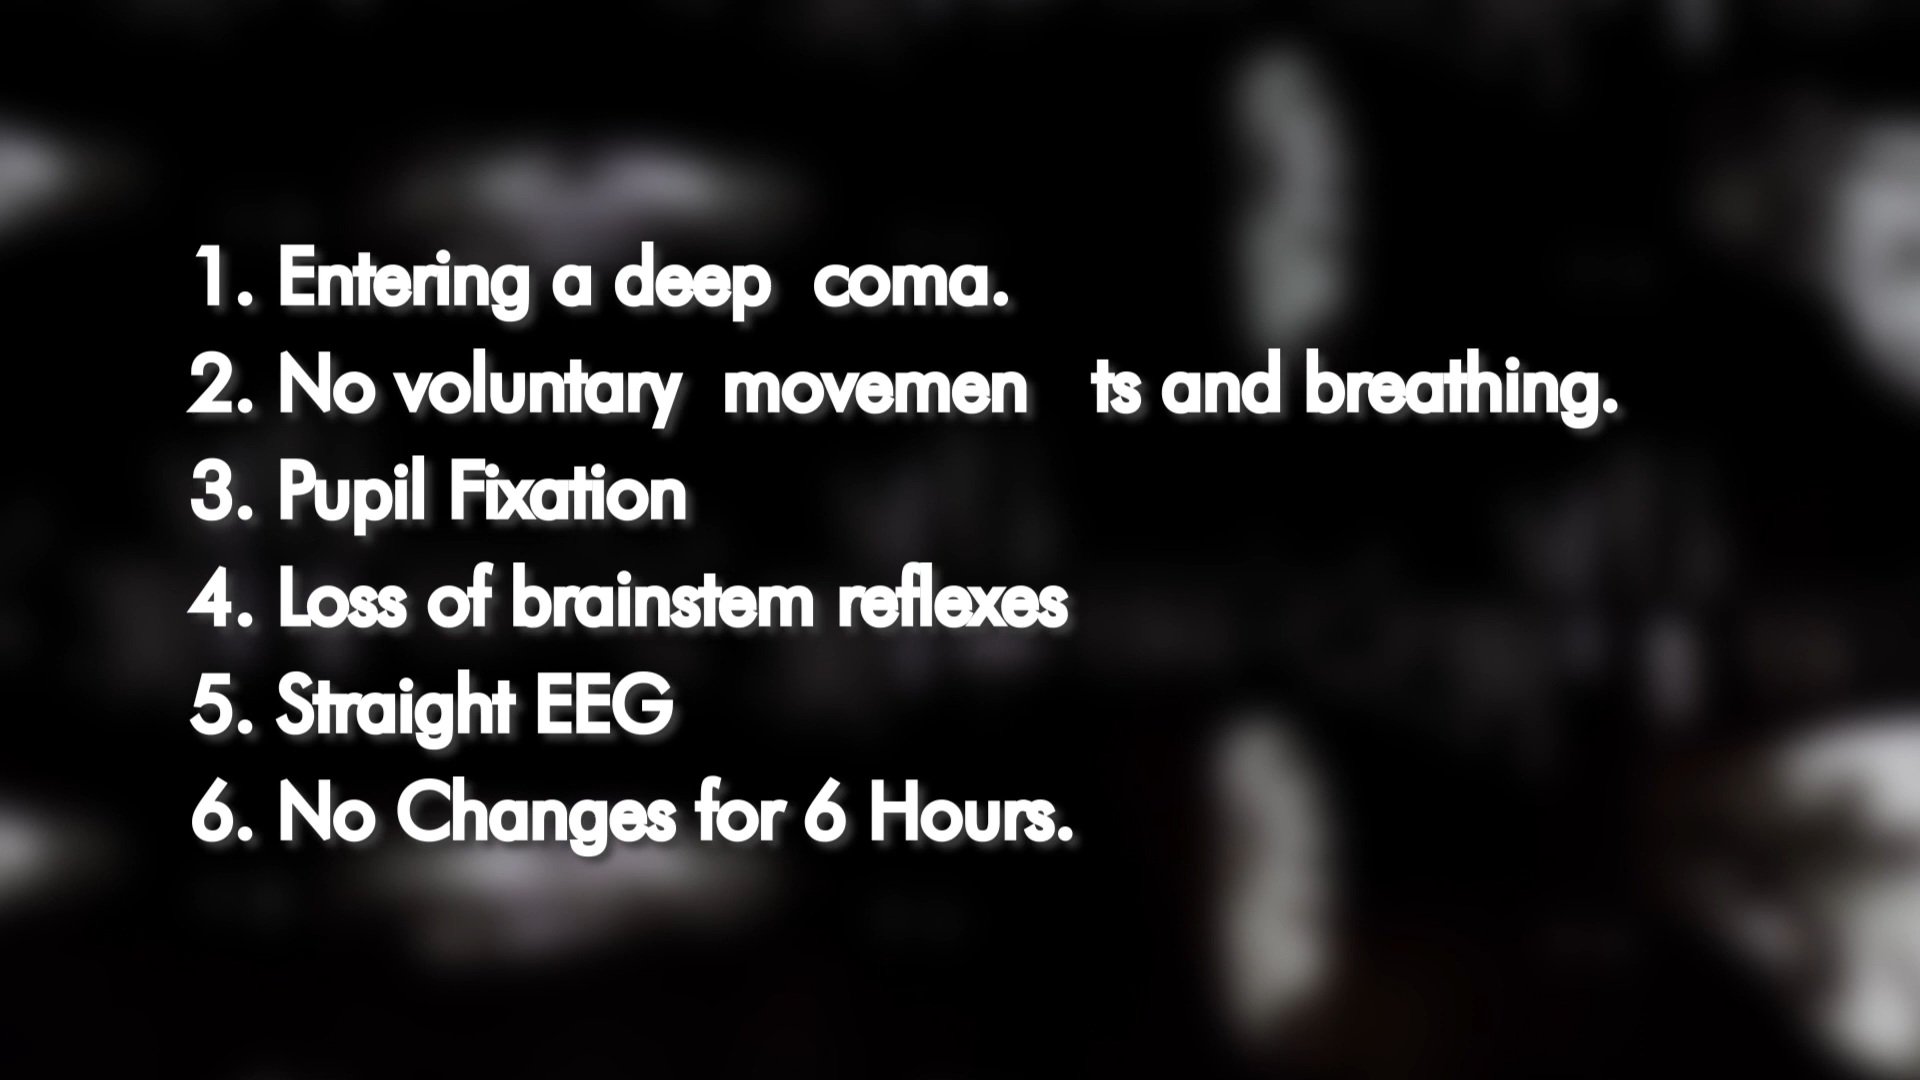 1. Entering a deep  coma.
2. No voluntary  movemen   ts and breathing.
3. Pupil Fixation
4. Loss of brainstem reflexes
5. Straight EEG
6. No Changes for 6 Hours.